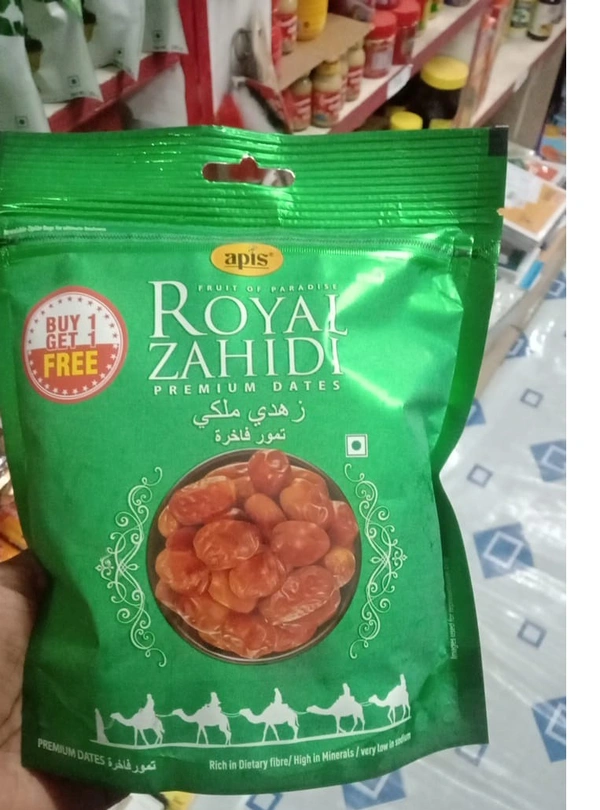 apis®
FRUIT OF PARADISE
ROYAL
ZAHIDI
PREMIUM DATES
زهدي ملكي
تمور فاخرة
BUY 1
GET 1
FREE
PREMIUM DATES تمور فاخرة
Rich in Dietary fibre/ High in Minerals / very low in sodium